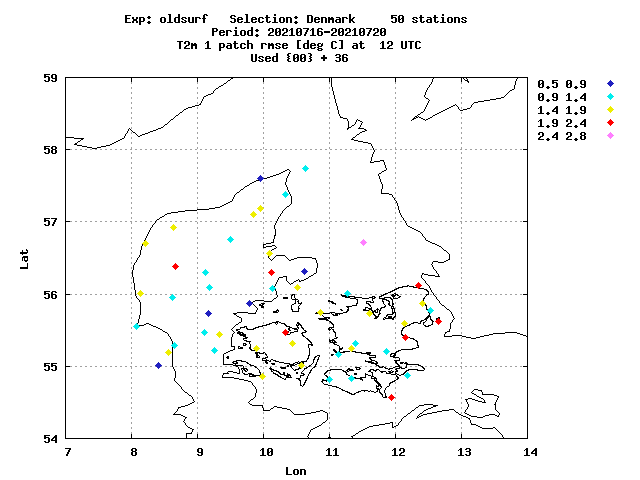 Exp: oldsurf   Selection: Denmark     50 stations
Period: 20210716-20210720
T2m 1 patch rmse [deg C] at  12 UTC
Used {00} + 36
59
58
57
56
55
54
Lat
7 8 9 10 11 12 13 14
Lon
0.5 0.9
0.9 1.4
1.4 1.9
1.9 2.4
2.4 2.8